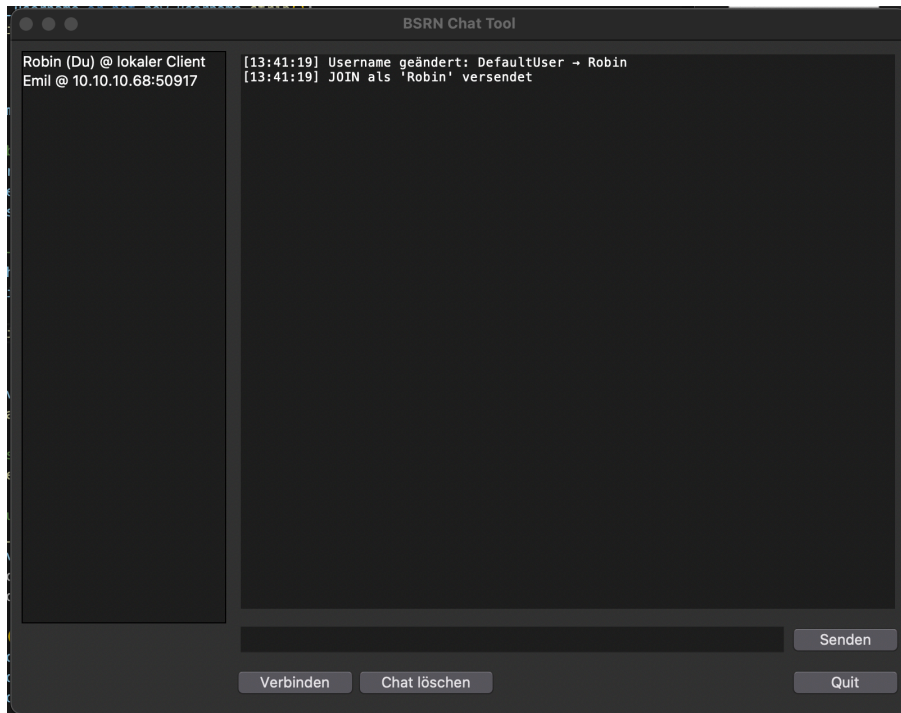 BSRN Chat Tool
Robin (Du) @ lokaler Client
Emil @ 10.10.10.68:50917
[13:41:19] Username geändert: DefaultUser → Robin
[13:41:19] JOIN als 'Robin' versendet
Senden
Verbinden
Chat löschen
Quit